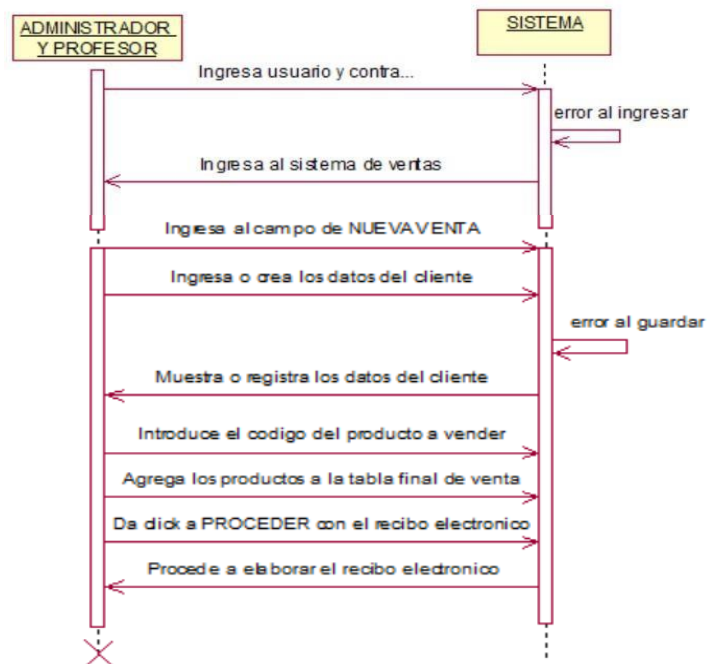 ADMINISTRADOR
Y PROFESOR
SISTEMA
Ingresa usuario y contra...
error al ingresar
Ingresa al sistema de ventas
Ingresa al campo de NUEVA VENTA
Ingresa o crea los datos del cliente
error al guardar
Muestra o registra los datos del cliente
Introduce el codigo del producto a vender
Agrega los productos a la tabla final de venta
Da click a PROCEDER con el recibo electronico
Procede a elaborar el recibo electronico